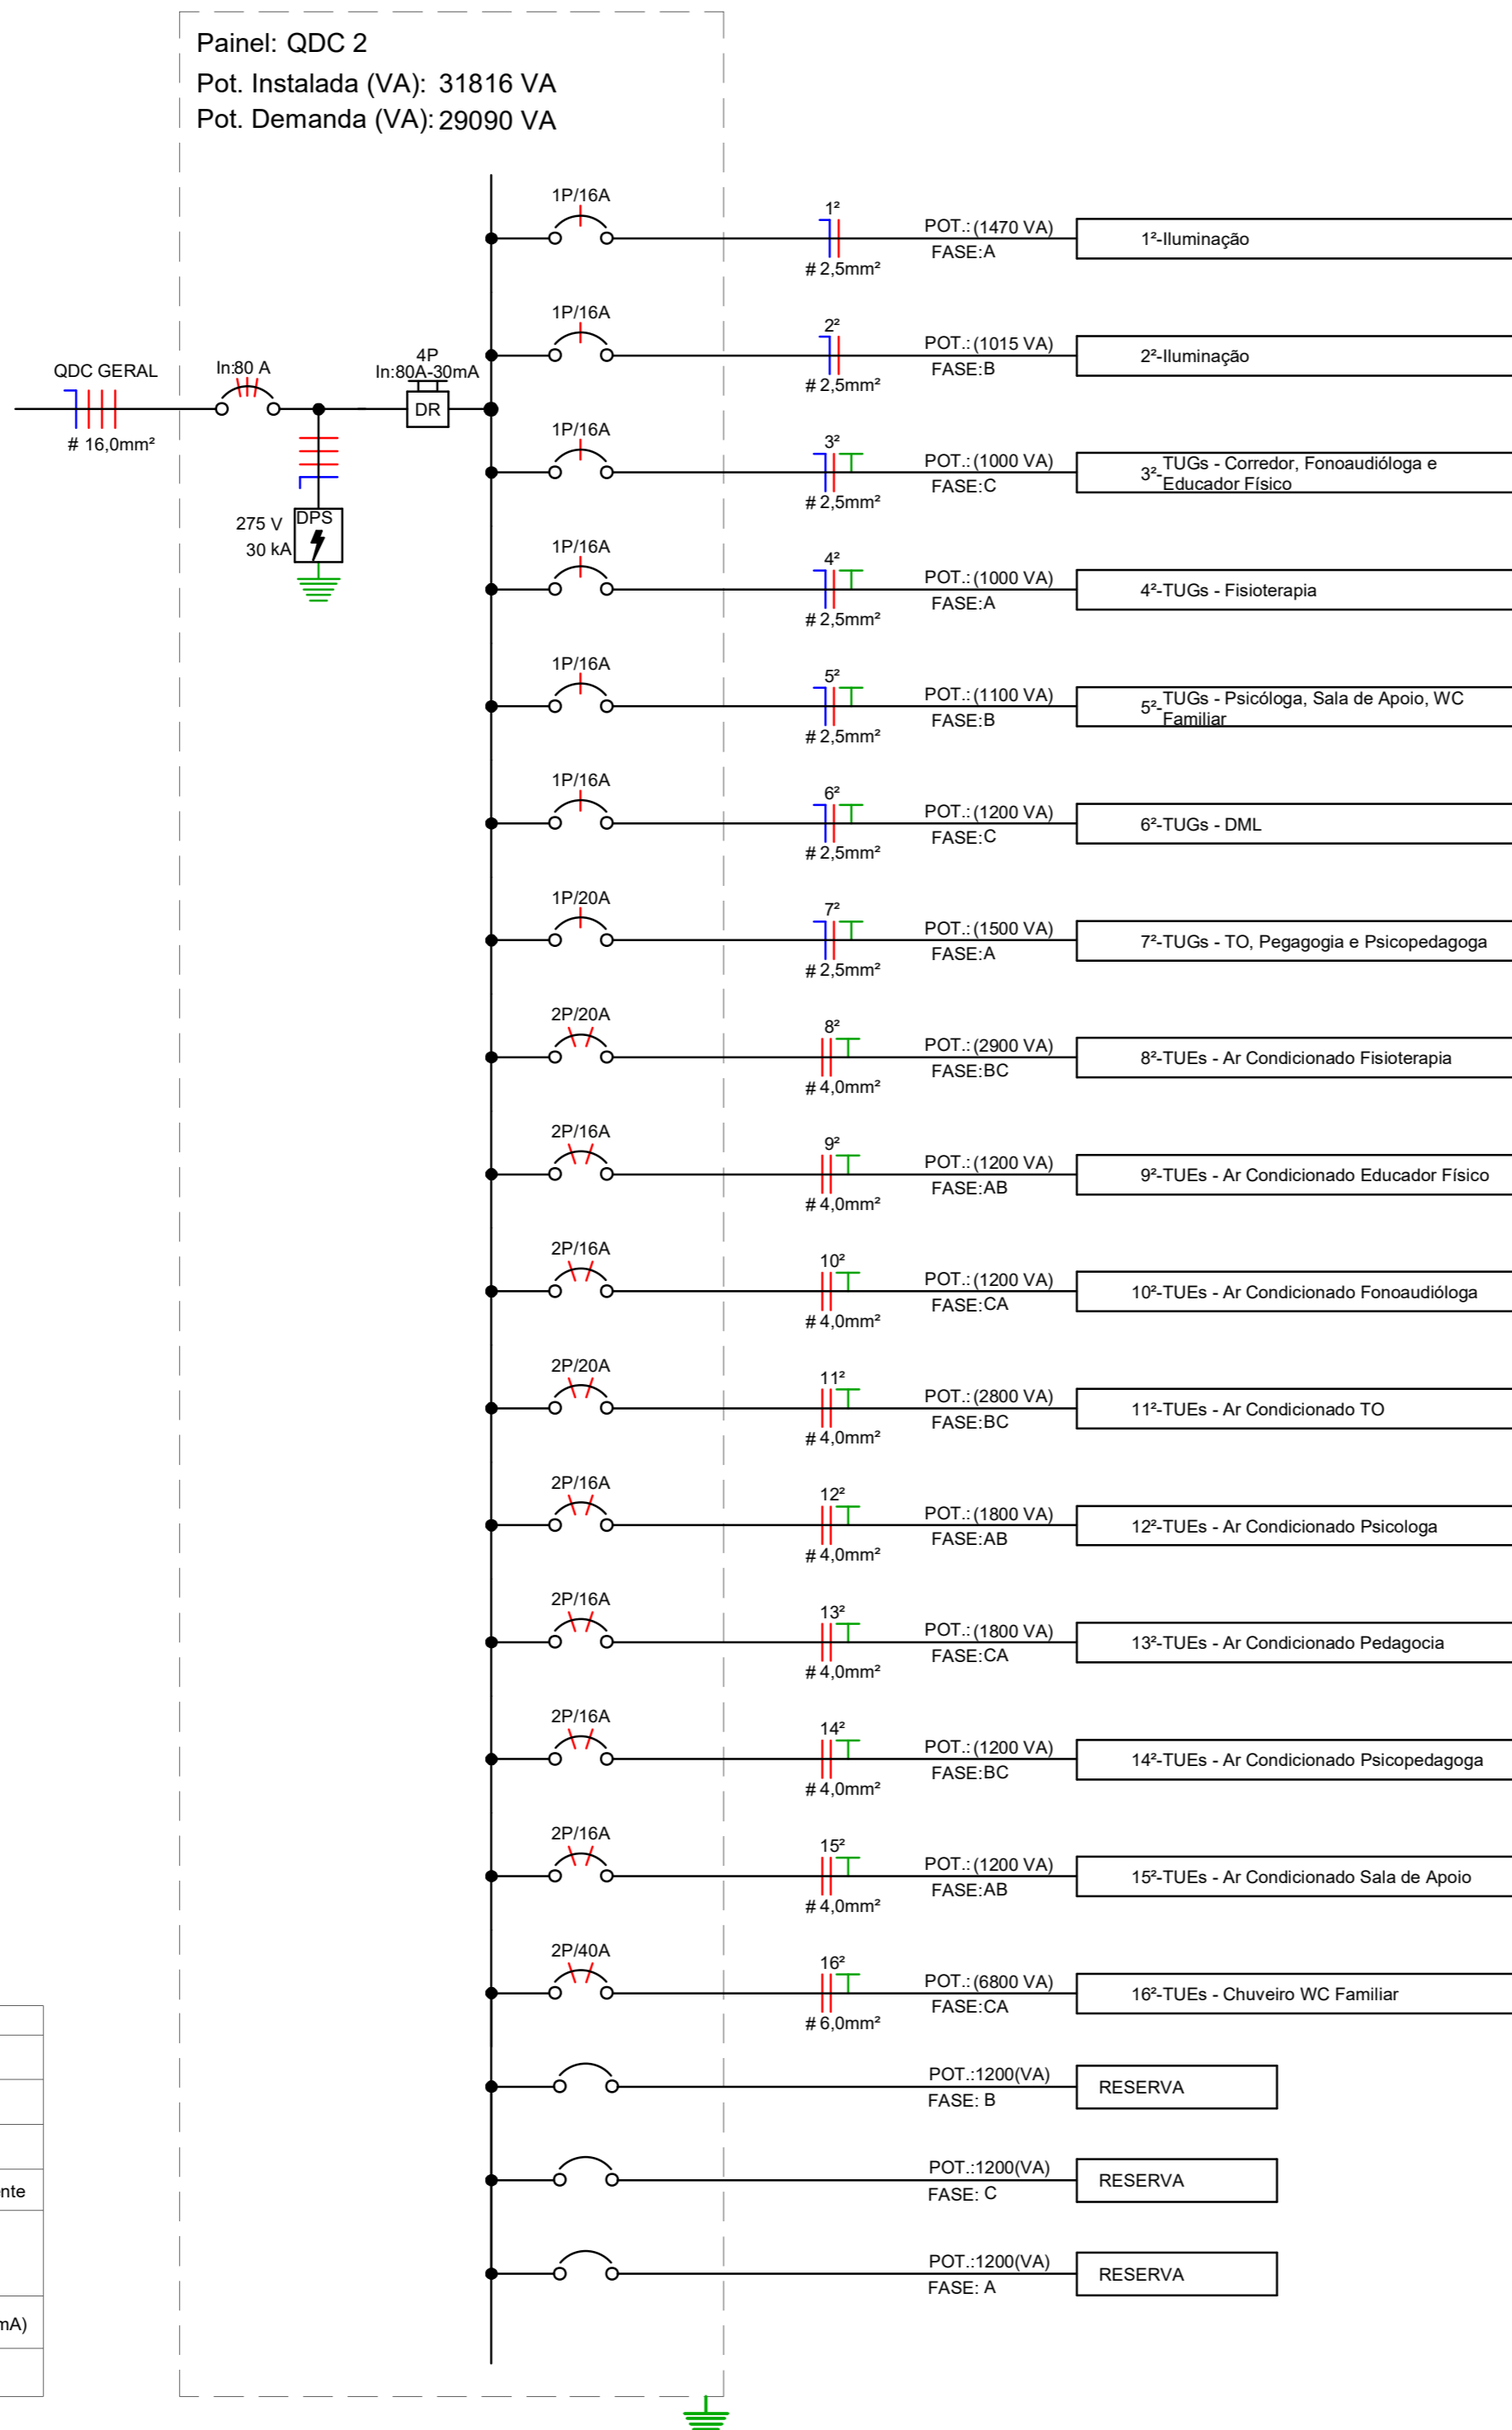 Painel: QDC 2
Pot. Instalada (VA): 31816 VA
Pot. Demanda (VA): 29090 VA
QDC GERAL
# 16,0mm²
In:80 A
4P
In:80A-30mA
DR
275 V
30 kA
DPS
1P/16A
1²
# 2,5mm²
POT.: (1470 VA)
FASE:A
1²-Iluminação
1P/16A
2²
# 2,5mm²
POT.: (1015 VA)
FASE:B
2²-Iluminação
1P/16A
3²
# 2,5mm²
POT.: (1000 VA)
FASE:C
3²-TUGs - Corredor, Fonoaudióloga e
Educador Físico
1P/16A
4²
# 2,5mm²
POT.: (1000 VA)
FASE:A
4²-TUGs - Fisioterapia
1P/16A
5²
# 2,5mm²
POT.: (1100 VA)
FASE:B
5²-TUGs - Psicóloga, Sala de Apoio, WC
Familiar
1P/16A
6²
# 2,5mm²
POT.: (1200 VA)
FASE:C
6²-TUGs - DML
1P/20A
7²
# 2,5mm²
POT.: (1500 VA)
FASE:A
7²-TUGs - TO, Pegagogia e Psicopedagoga
2P/20A
8²
# 4,0mm²
POT.: (2900 VA)
FASE:BC
8²-TUEs - Ar Condicionado Fisioterapia
2P/16A
9²
# 4,0mm²
POT.: (1200 VA)
FASE:AB
9²-TUEs - Ar Condicionado Educador Físico
2P/16A
10²
# 4,0mm²
POT.: (1200 VA)
FASE:CA
10²-TUEs - Ar Condicionado Fonoaudióloga
2P/20A
11²
# 4,0mm²
POT.: (2800 VA)
FASE:BC
11²-TUEs - Ar Condicionado TO
2P/16A
12²
# 4,0mm²
POT.: (1800 VA)
FASE:AB
12²-TUEs - Ar Condicionado Psicologa
2P/16A
13²
# 4,0mm²
POT.: (1800 VA)
FASE:CA
13²-TUEs - Ar Condicionado Pedagocia
2P/16A
14²
# 4,0mm²
POT.: (1200 VA)
FASE:BC
14²-TUEs - Ar Condicionado Psicopedagoga
2P/16A
15²
# 4,0mm²
POT.: (1200 VA)
FASE:AB
15²-TUEs - Ar Condicionado Sala de Apoio
2P/40A
16²
# 6,0mm²
POT.: (6800 VA)
FASE:CA
16²-TUEs - Chuveiro WC Familiar
POT.:1200(VA)
FASE: B
RESERVA
POT.:1200(VA)
FASE: C
RESERVA
POT.:1200(VA)
FASE: A
RESERVA
nte
mA)